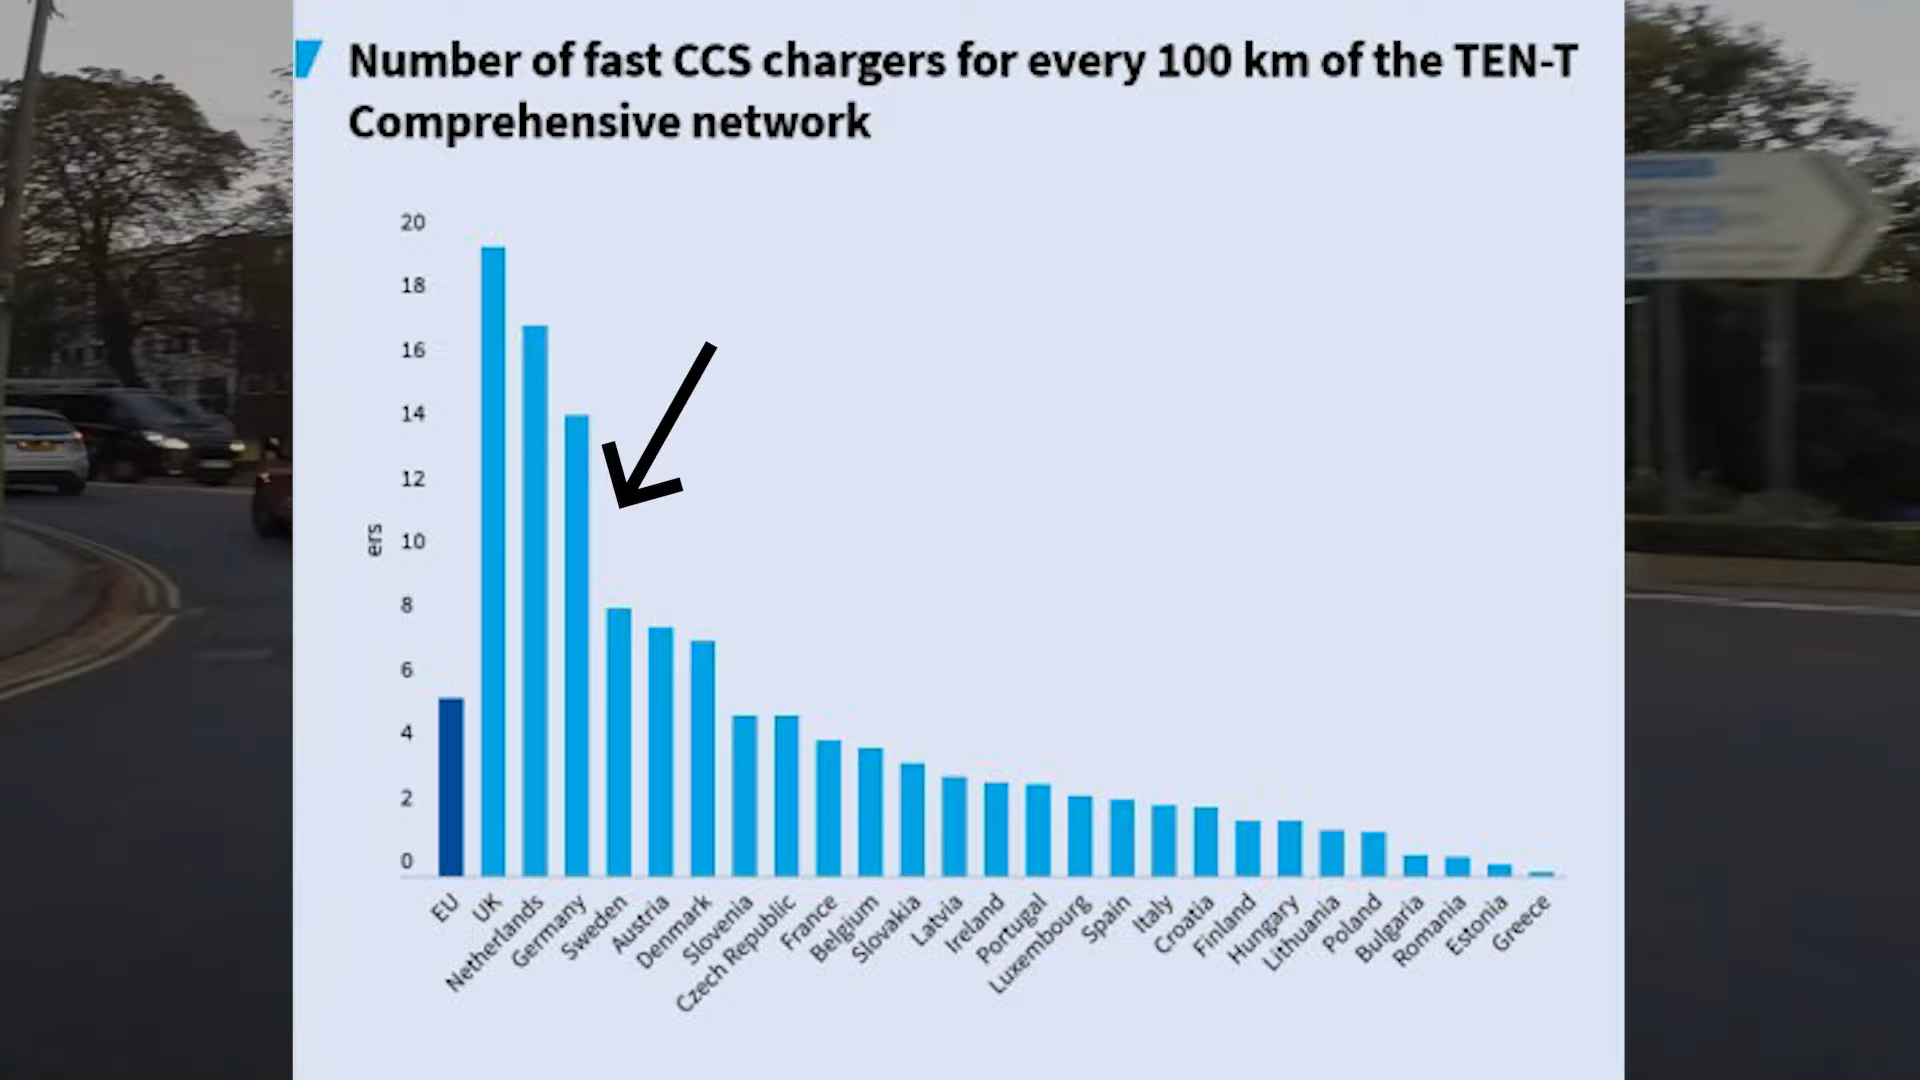 Number of fast CCS chargers for every 100 km of the TEN-T
Comprehensive network
20
18
16
14
12
10
8
6
4
2
0
ers
EU
UK
Netherlands
Germany
Sweden
Austria
Denmark
Slovenia
Czech Republic
France
Belgium
Slovakia
Latvia
Ireland
Portugal
Luxembourg
Spain
Italy
Croatia
Finland
Hungary
Lithuania
Poland
Bulgaria
Romania
Estonia
Greece